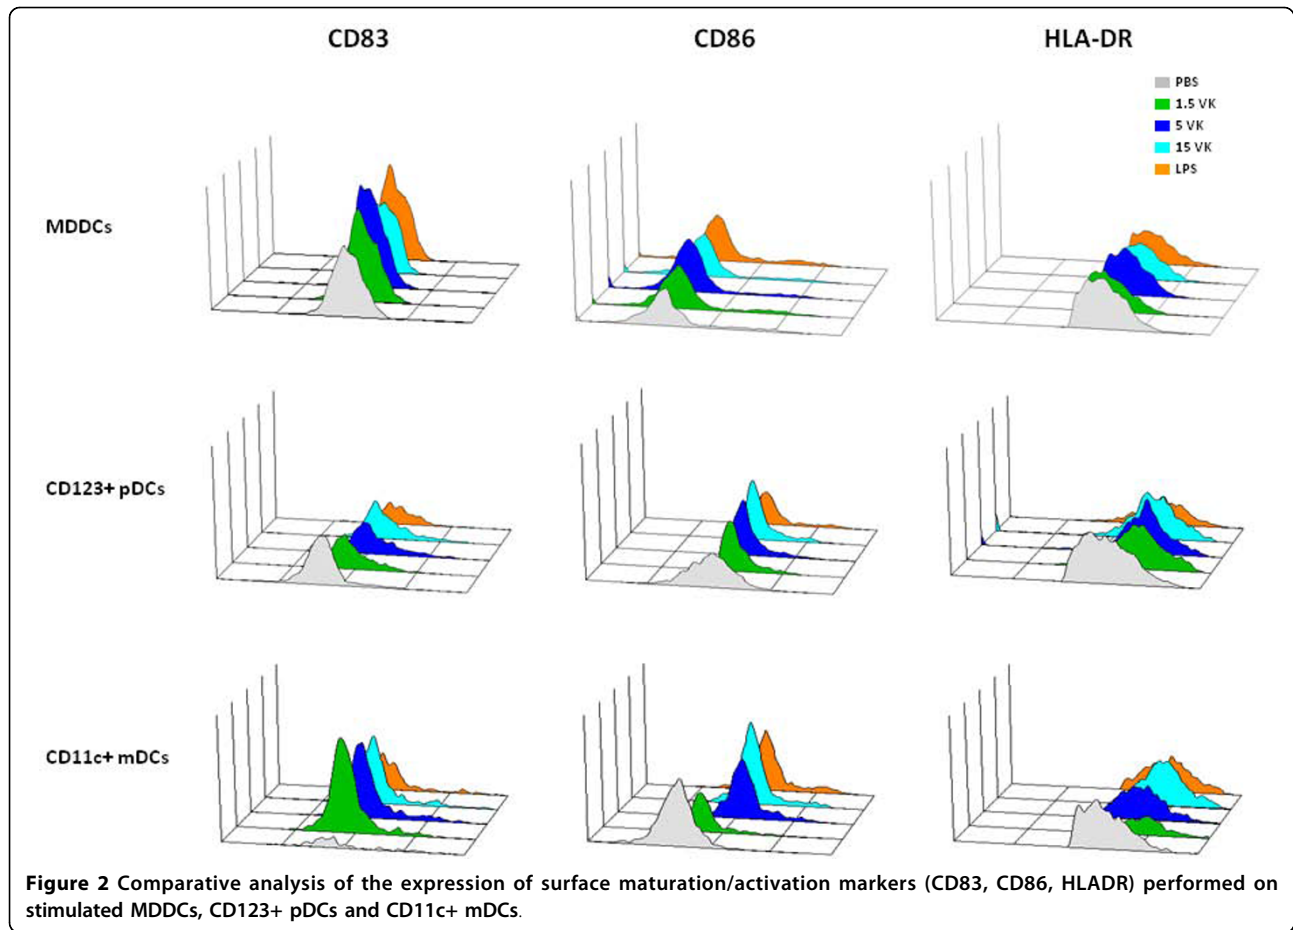 CD83 CD86 HLA-DR
PBS
1.5 VK
5 VK
15 VK
LPS
MDDCs
CD123+ pDCs
CD11c+ mDCs
Figure 2 Comparative analysis of the expression of surface maturation/activation markers (CD83, CD86, HLADR) performed on
stimulated MDDCs, CD123+ pDCs and CD11c+ mDCs.